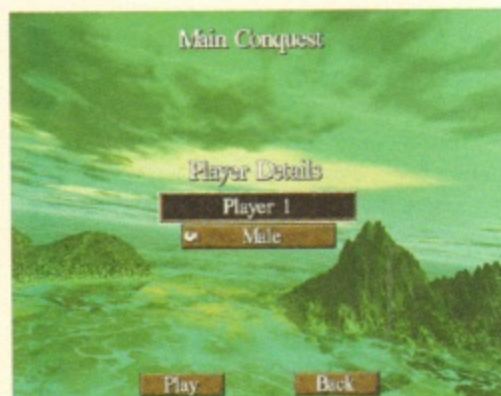 Main Conquest
Player Details
Player 1
Male
Play
Back